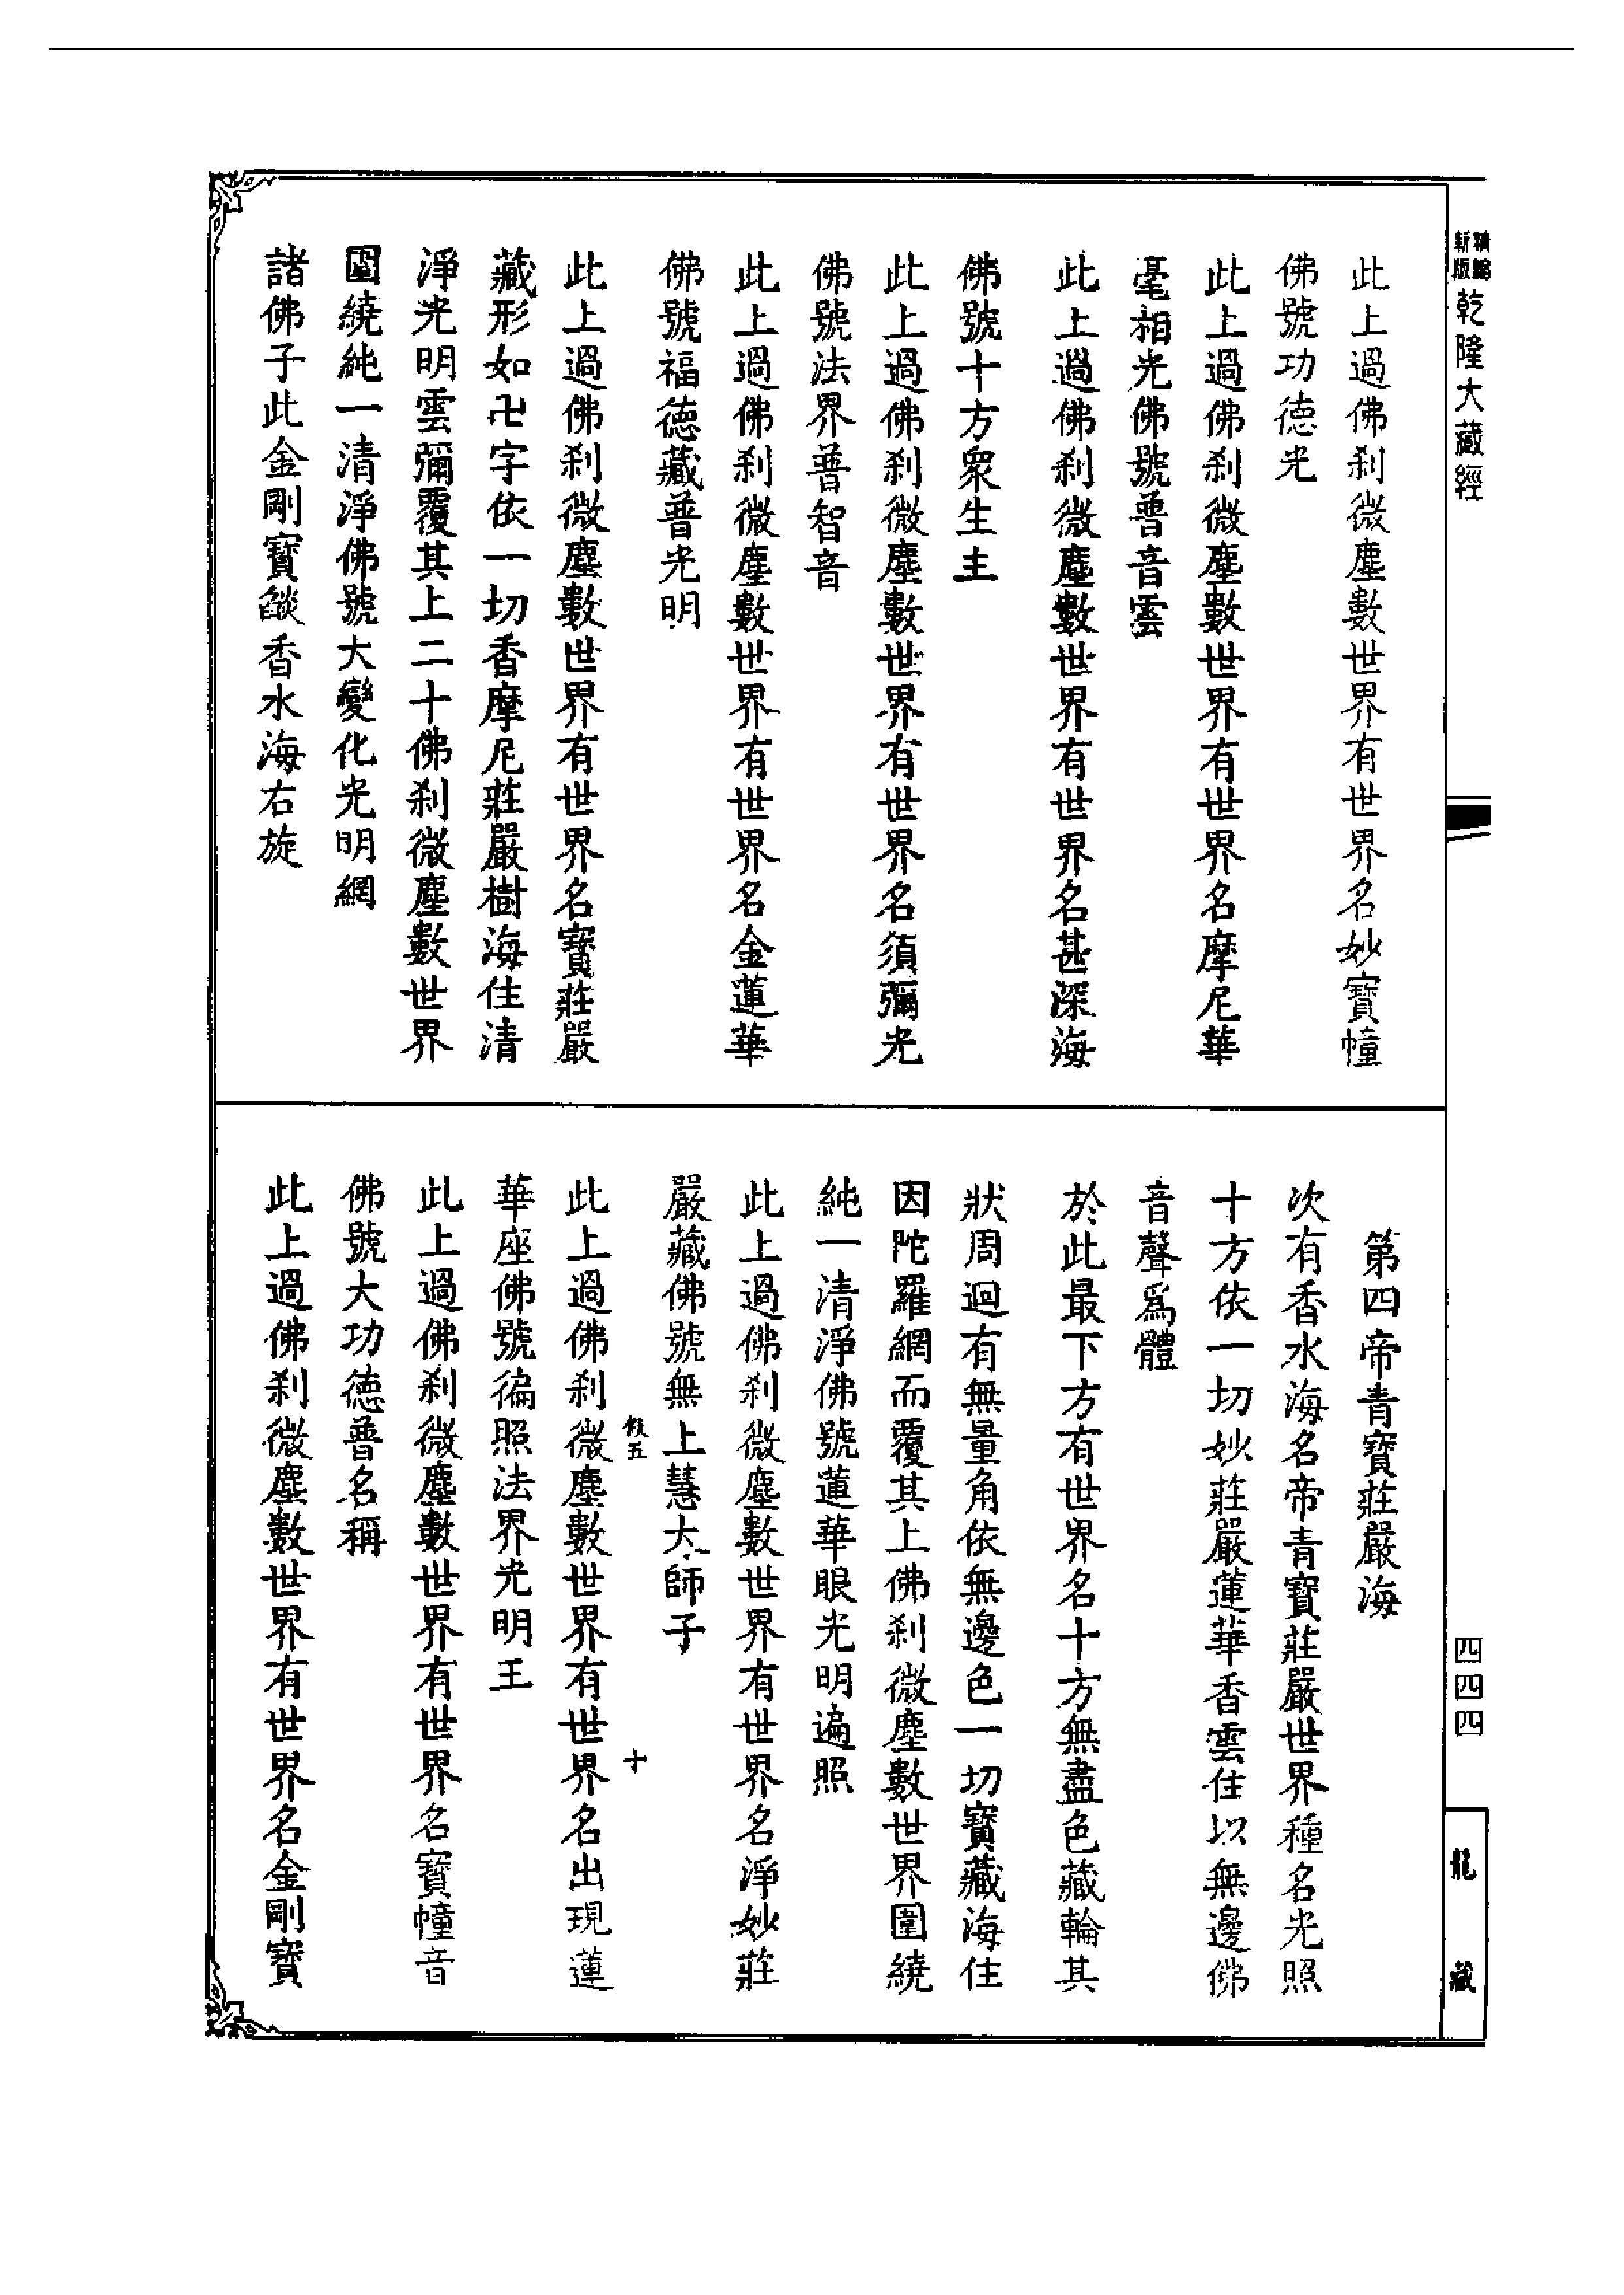 精縮新版乾隆大藏經
此上過佛刹微塵數世界有世界名妙寶幢
佛號功德光
此上過佛刹微塵數世界有世界名摩尼華
毫相光佛號普音雲
此上過佛刹微塵數世界有世界名甚深海
佛號十方衆生主
此上過佛刹微塵數世界有世界名須彌光
佛號法界普智音
此上過佛刹微塵數世界有世界名金蓮華
佛號福德藏普光明
此上過佛刹微塵數世界有世界名寶莊嚴
藏形如卍字依一切香摩尼莊嚴樹海住清
淨光明雲彌覆其上二十佛刹微塵數世界
圍繞純一清淨佛號大變化光明網
諸佛子此金剛寶燄香水海右旋
第四帝青寶莊嚴海
次有香水海名帝青寶莊嚴世界種名光照
十方依一切妙莊嚴蓮華香雲住以無邊佛
音聲爲體
於此最下方有世界名十方無盡色藏輪其
狀周迴有無量角依無邊色一切寶藏海住
因陀羅網而覆其上佛刹微塵數世界圍繞
純一清淨佛號蓮華眼光明遍照
此上過佛刹微塵數世界有世界名淨妙莊
嚴藏佛號無上慧大師子
五 十
此上過佛刹微塵數世界有世界名出現蓮
華座佛號徧照法界光明王
此上過佛刹微塵數世界有世界名寶幢音
佛號大功德普名稱
此上過佛刹微塵數世界有世界名金剛寶
四四四
龍藏